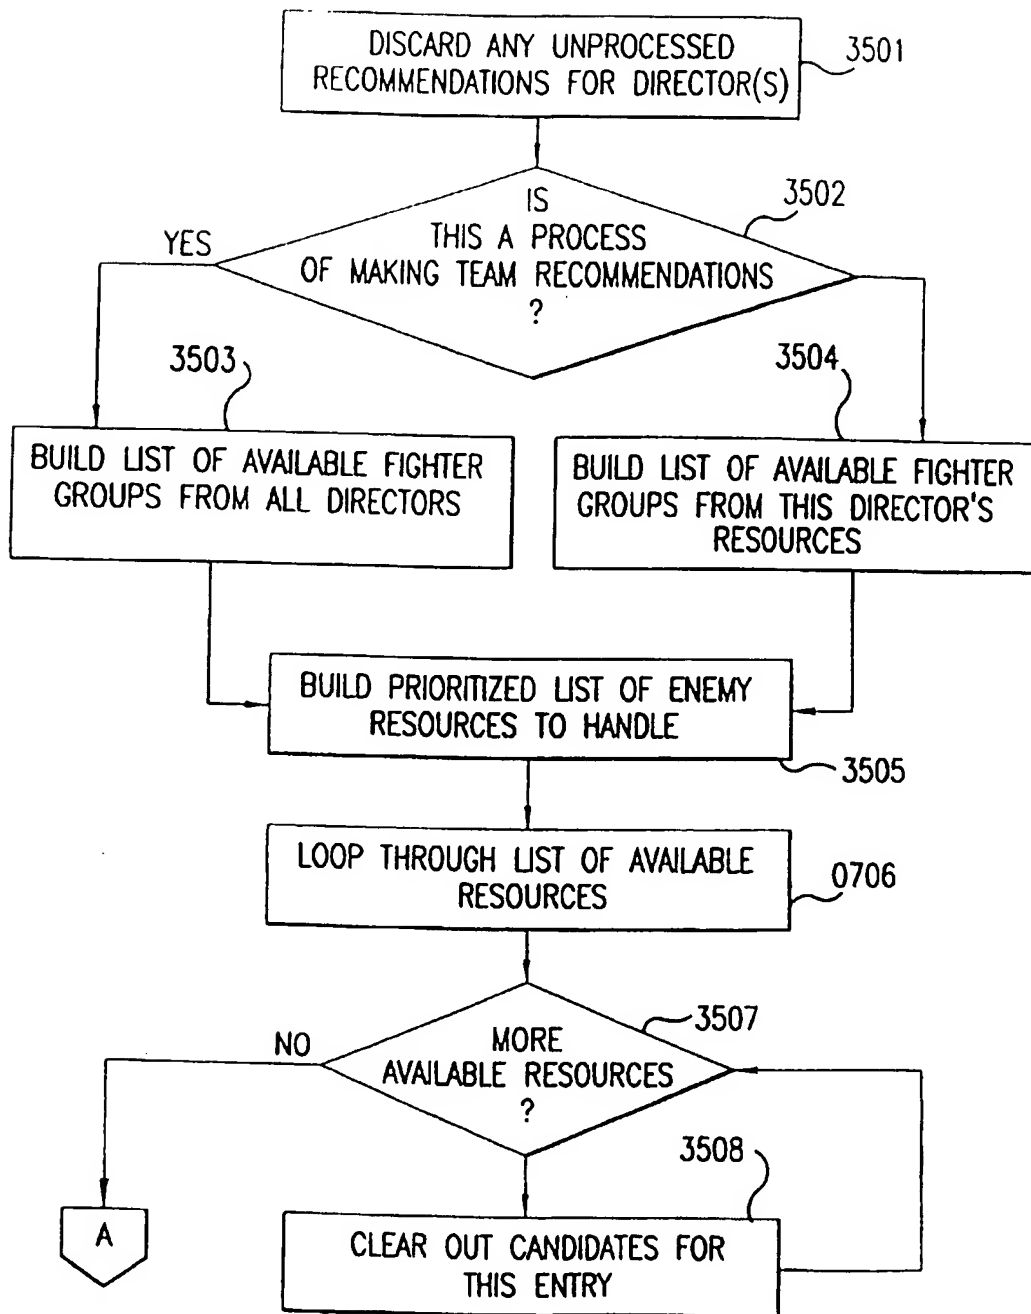 DISCARD ANY UNPROCESSED
RECOMMENDATIONS FOR DIRECTOR(S)
3501
IS
THIS A PROCESS
OF MAKING TEAM RECOMMENDATIONS
?
3502
YES
3503
BUILD LIST OF AVAILABLE FIGHTER
GROUPS FROM ALL DIRECTORS
3504
BUILD LIST OF AVAILABLE FIGHTER
GROUPS FROM THIS DIRECTOR'S
RESOURCES
BUILD PRIORITIZED LIST OF ENEMY
RESOURCES TO HANDLE
3505
LOOP THROUGH LIST OF AVAILABLE
RESOURCES
0706
MORE
AVAILABLE RESOURCES
?
3507
NO
A
3508
CLEAR OUT CANDIDATES FOR
THIS ENTRY